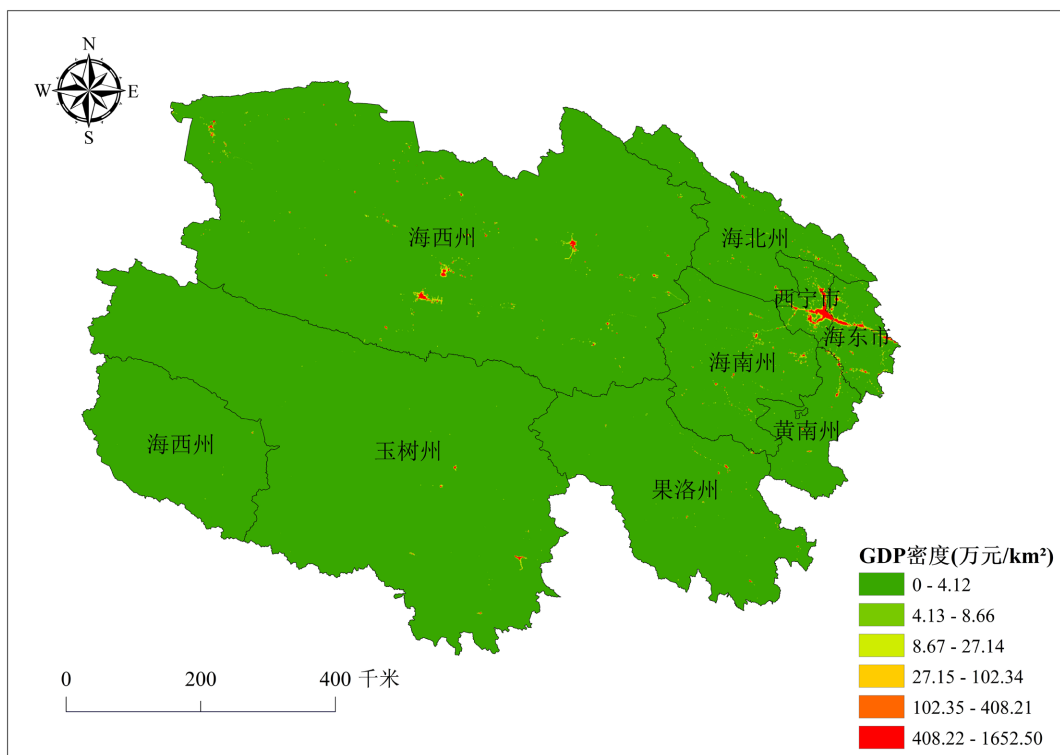 N
W E
S
海西州
海北州
西宁市
海东市
海南州
黄南州
海西州
玉树州
果洛州
GDP密度(万元/km²)
0 - 4.12
4.13 - 8.66
8.67 - 27.14
27.15 - 102.34
102.35 - 408.21
408.22 - 1652.50
0 200 400 千米